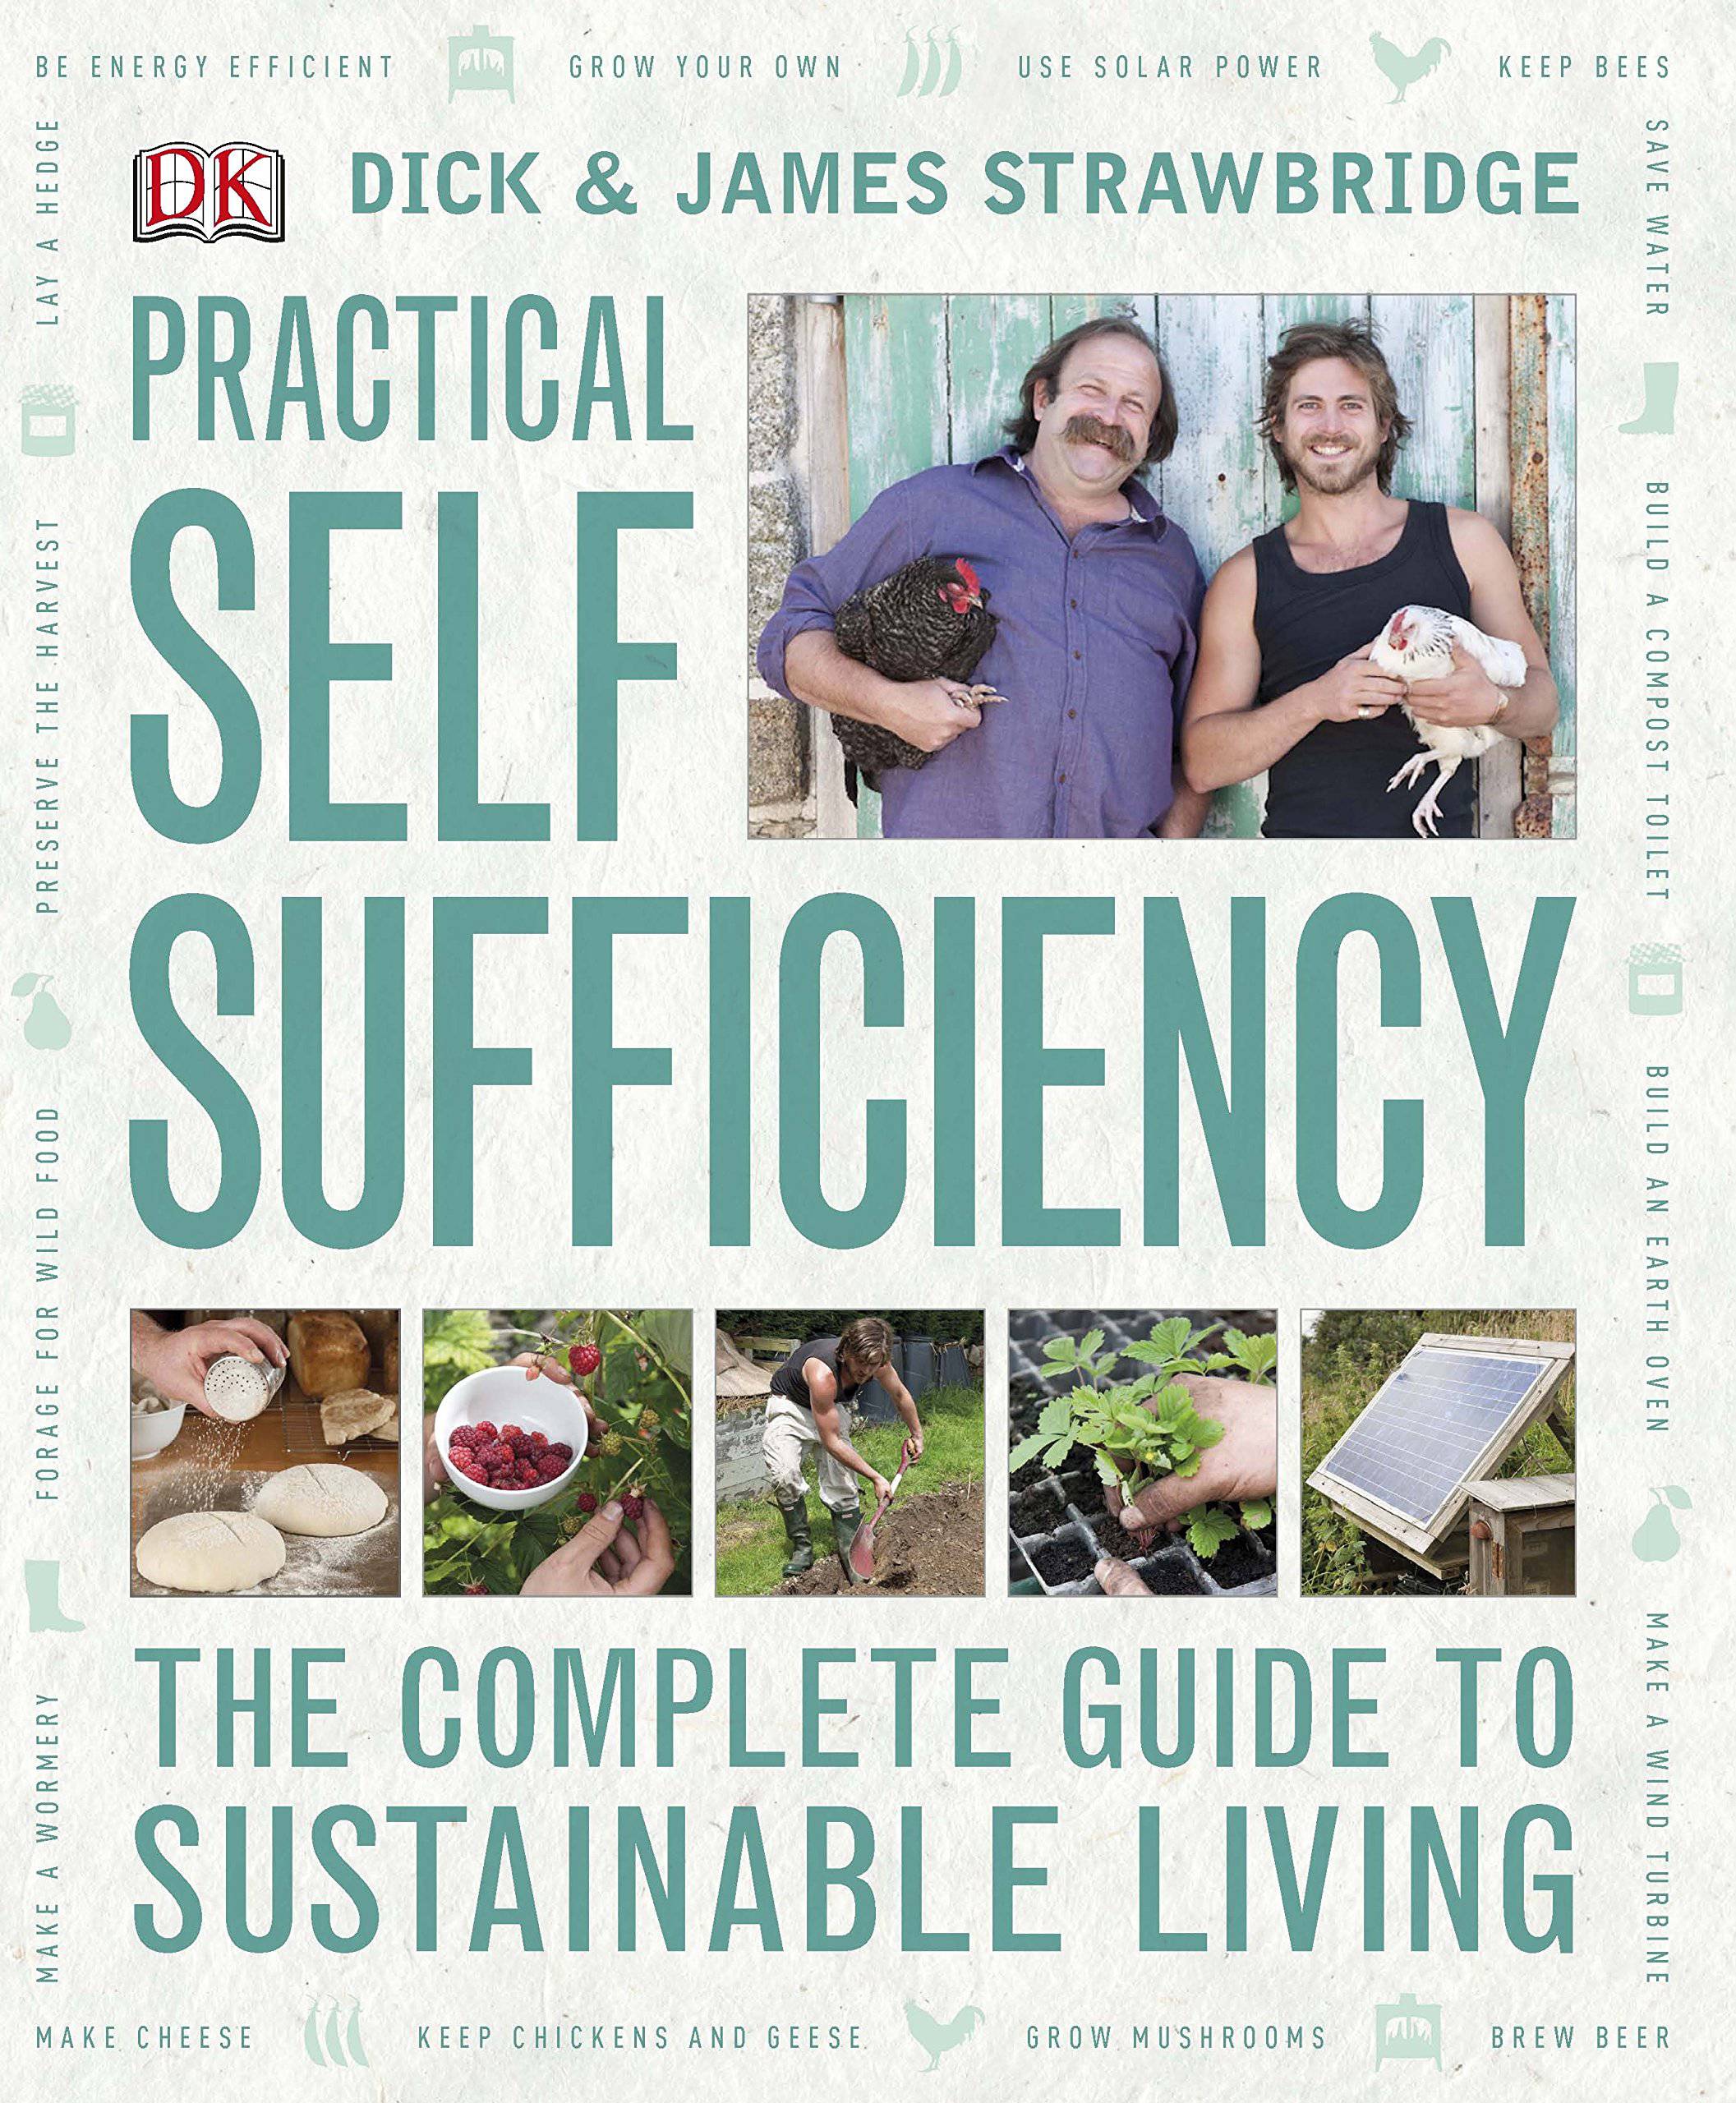 BE ENERGY EFFICIENT
GROW YOUR OWN
USE SOLAR POWER
KEEP BEES
DK
DICK & JAMES STRAWBRIDGE
PRACTICAL
SELF
SUFFICIENCY
THE COMPLETE GUIDE TO
SUSTAINABLE LIVING
LAY A HEDGE
PRESERVE THE HARVEST
FORAGE FOR WILD FOOD
MAKE A WORMERY
SAVE WATER
BUILD A COMPOST TOILET
BUILD AN EARTH OVEN
MAKE A WIND TURBINE
MAKE CHEESE
KEEP CHICKENS AND GEESE
GROW MUSHROOMS
BREW BEER